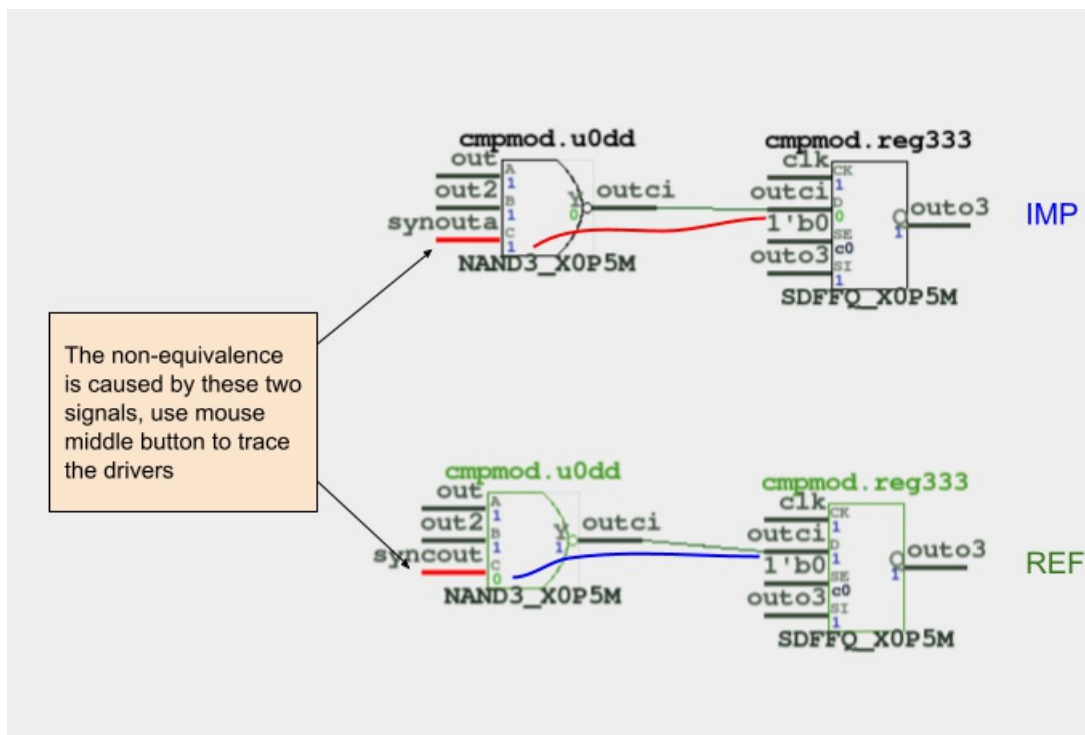 cmpmod.u0dd
cmpmod.reg333
out
A
1
out2
B
1
synouta
C
1
Y
0
outci
NAND3_X0P5M
clk
CK
1
outci
D
0
1'b0
SE
c0
outo3
SI
1
Q
1
outo3
SDFFQ_X0P5M
IMP
The non-equivalence
is caused by these two
signals, use mouse
middle button to trace
the drivers
cmpmod.u0dd
cmpmod.reg333
out
A
1
out2
B
1
syncout
C
0
Y
1
outci
NAND3_X0P5M
clk
CK
1
outci
D
1
1'b0
SE
c0
outo3
SI
1
Q
1
outo3
SDFFQ_X0P5M
REF